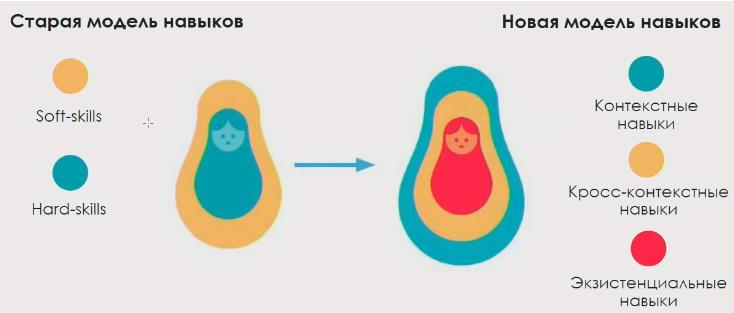 Старая модель навыков
Soft-skills
Hard-skills
Новая модель навыков
Контекстные
навыки
Кросс-контекстные
навыки
Экзистенциальные
навыки